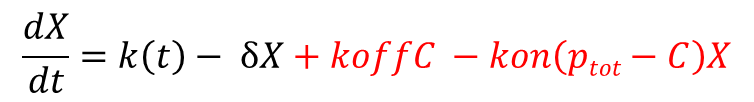 dX/dt = k(t) − δX + koffC − kon(p_tot − C)X